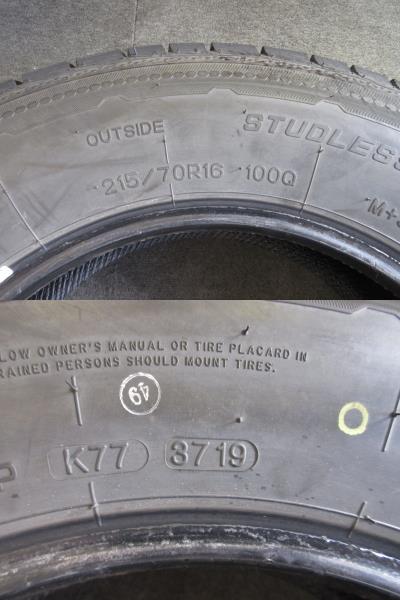 OUTSIDE
STUDLESS
215/70R16 100Q
M+S
LOW OWNER'S MANUAL OR TIRE PLACARD IN
RAINED PERSONS SHOULD MOUNT TIRES.
49
P K77 3719